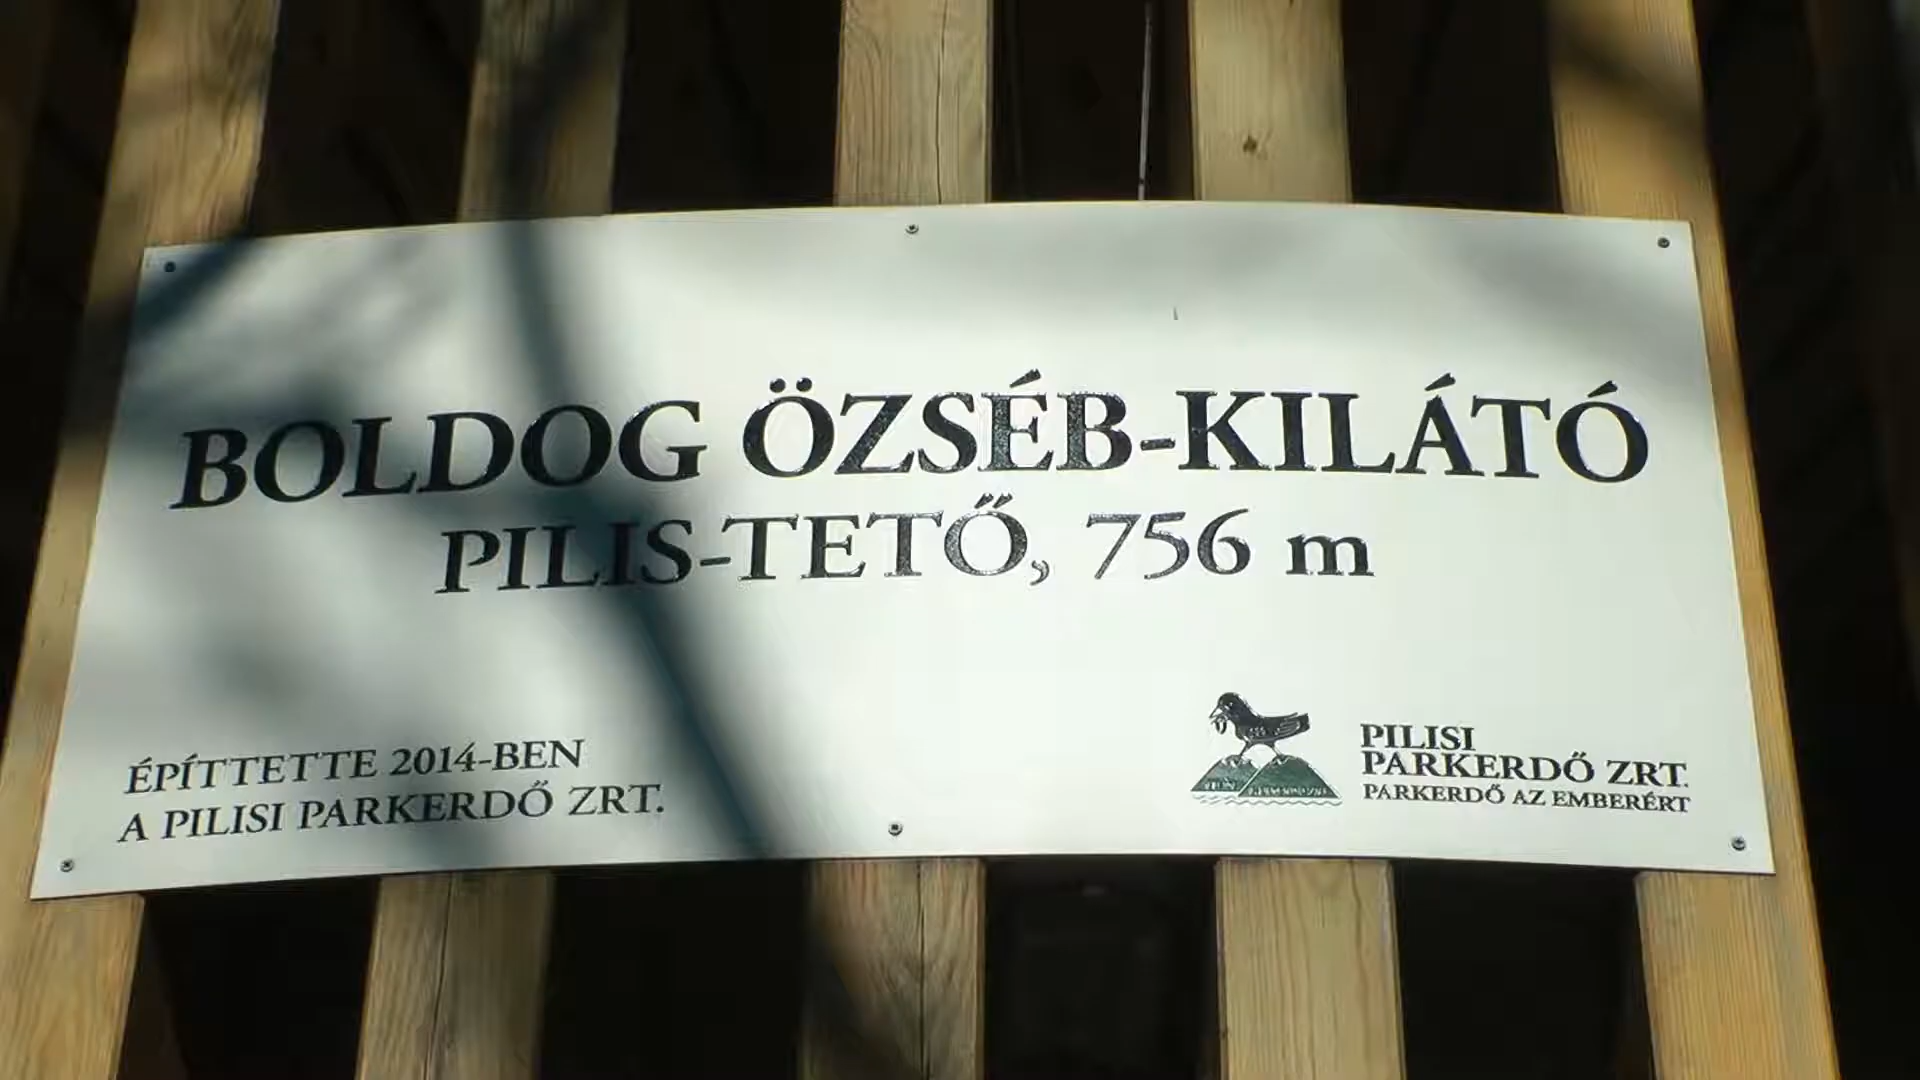 BOLDOG ÖZSÉB-KILÁTÓ
PILIS-TETŐ, 756 m
ÉPÍTTETTE 2014-BEN
A PILISI PARKERDŐ ZRT.
PILISI
PARKERDŐ ZRT.
PARKERDŐ AZ EMBERÉRT